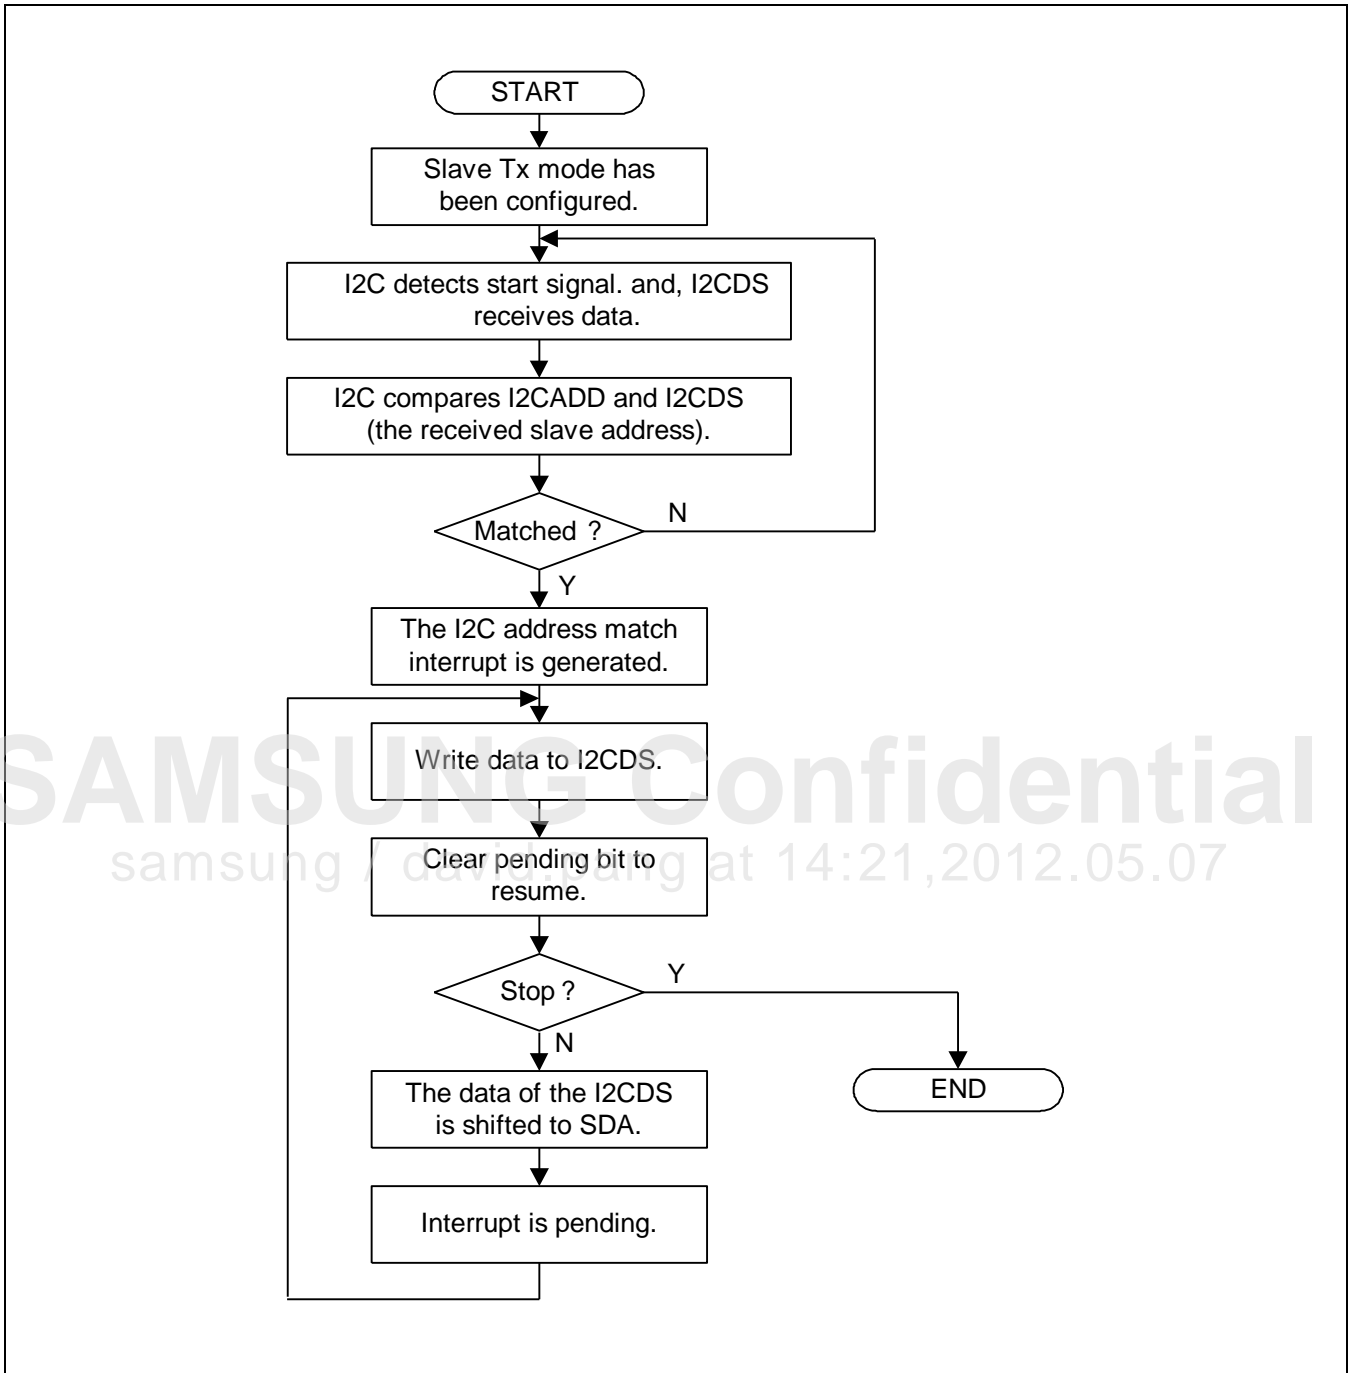 START
Slave Tx mode has
been configured.
I2C detects start signal. and, I2CDS
receives data.
I2C compares I2CADD and I2CDS
(the received slave address).
Matched ?
N
Y
The I2C address match
interrupt is generated.
Write data to I2CDS.
SAMSUNG Confidential
Clear pending bit to
resume.
samsung / david.pang at 14:21,2012.05.07
Stop ?
Y
N
The data of the I2CDS
is shifted to SDA.
END
Interrupt is pending.